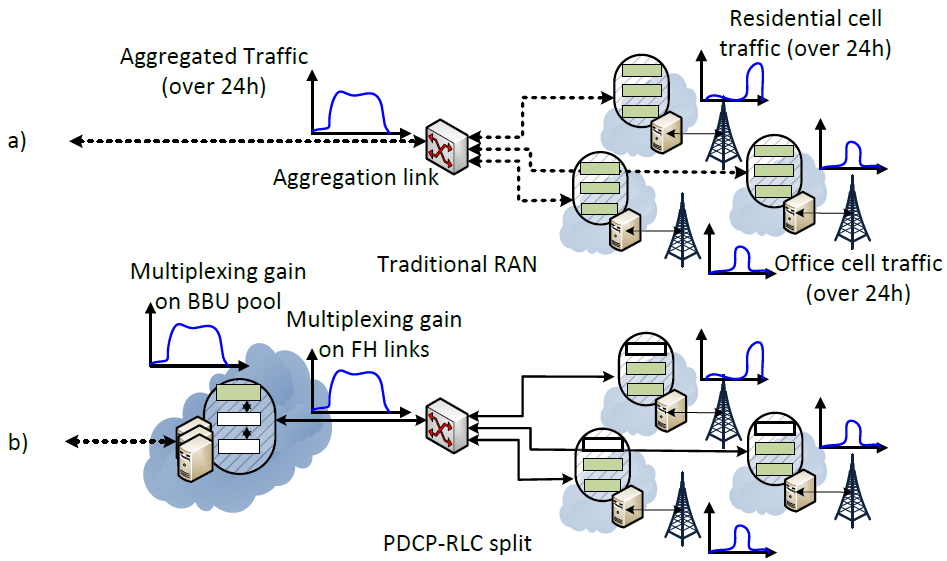 Residential cell
traffic (over 24h)
Aggregated Traffic
(over 24h)
a)
Aggregation link
Traditional RAN
Office cell traffic
(over 24h)
Multiplexing gain
on BBU pool
Multiplexing gain
on FH links
b)
PDCP-RLC split